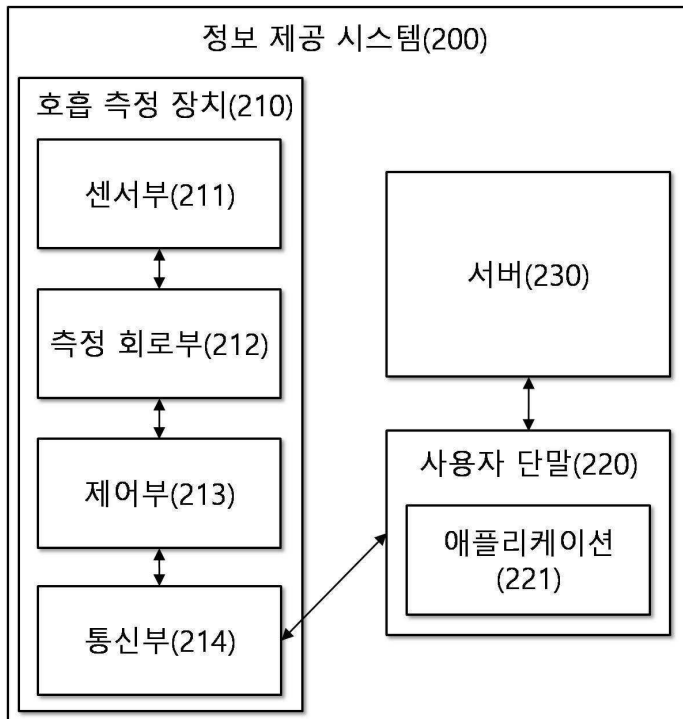 정보 제공 시스템(200)
호흡 측정 장치(210)
센서부(211)
측정 회로부(212)
제어부(213)
통신부(214)
서버(230)
사용자 단말(220)
애플리케이션
(221)